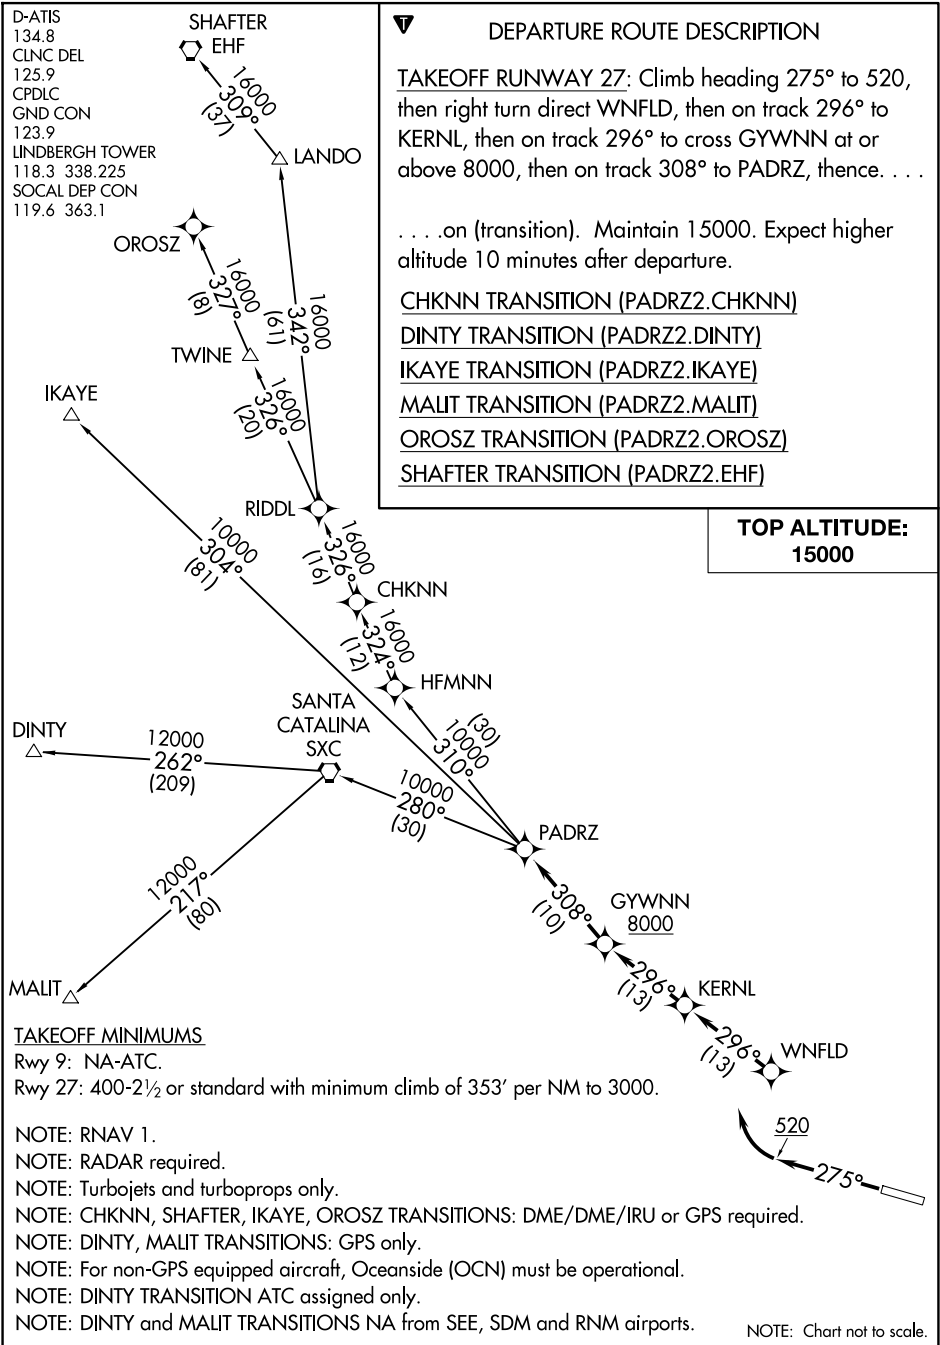 D-ATIS
134.8
CLNC DEL
125.9
CPDLC
GND CON
123.9
LINDBERGH TOWER
118.3 338.225
SOCAL DEP CON
119.6 363.1
T
DEPARTURE ROUTE DESCRIPTION
TAKEOFF RUNWAY 27: Climb heading 275° to 520,
then right turn direct WNFLD, then on track 296° to
KERNL, then on track 296° to cross GYWNN at or
above 8000, then on track 308° to PADRZ, thence. . . .
. . . .on (transition). Maintain 15000. Expect higher
altitude 10 minutes after departure.
CHKNN TRANSITION (PADRZ2.CHKNN)
DINTY TRANSITION (PADRZ2.DINTY)
IKAYE TRANSITION (PADRZ2.IKAYE)
MALIT TRANSITION (PADRZ2.MALIT)
OROSZ TRANSITION (PADRZ2.OROSZ)
SHAFTER TRANSITION (PADRZ2.EHF)
TOP ALTITUDE:
15000
SHAFTER
EHF
16000
309°
(37)
LANDO
OROSZ
16000
327°
(8)
16000
342°
(61)
TWINE
16000
326°
(20)
IKAYE
RIDDL
10000
304°
(81)
16000
326°
(16)
CHKNN
16000
324°
(12)
HFMNN
SANTA
CATALINA
SXC
(30)
10000
310°
DINTY
12000
262°
(209)
10000
280°
(30)
PADRZ
12000
217°
(80)
308°
(10)
GYWNN
8000
296°
(13)
KERNL
MALIT
296°
(13)
WNFLD
520
275°
TAKEOFF MINIMUMS
Rwy 9: NA-ATC.
Rwy 27: 400-2½ or standard with minimum climb of 353' per NM to 3000.
NOTE: RNAV 1.
NOTE: RADAR required.
NOTE: Turbojets and turboprops only.
NOTE: CHKNN, SHAFTER, IKAYE, OROSZ TRANSITIONS: DME/DME/IRU or GPS required.
NOTE: DINTY, MALIT TRANSITIONS: GPS only.
NOTE: For non-GPS equipped aircraft, Oceanside (OCN) must be operational.
NOTE: DINTY TRANSITION ATC assigned only.
NOTE: DINTY and MALIT TRANSITIONS NA from SEE, SDM and RNM airports.
NOTE: Chart not to scale.